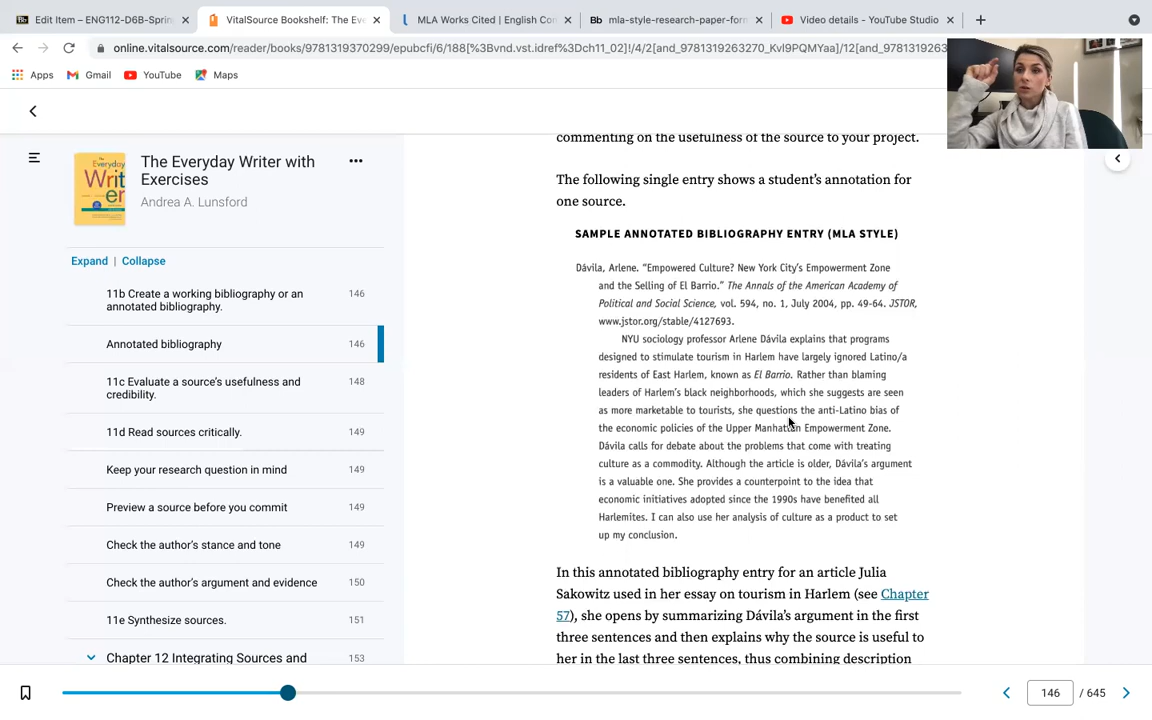 Edit Item – ENG112-D6B-Sprin
VitalSource Bookshelf: The Eve
MLA Works Cited | English Com
Bb mla-style-research-paper-form
Video details - YouTube Studio
online.vitalsource.com/reader/books/9781319370299/epubcfi/6/188[%3Bvnd.vst.idref%3Dch11_02]!/4/2[and_9781319263270_KvI9PQMYaa]/12[and_9781319263
Apps Gmail YouTube Maps
The Everyday Writer with
Exercises
Andrea A. Lunsford
Expand | Collapse
11b Create a working bibliography or an 146
annotated bibliography.
Annotated bibliography 146
11c Evaluate a source's usefulness and 148
credibility.
11d Read sources critically. 149
Keep your research question in mind 149
Preview a source before you commit 149
Check the author's stance and tone 149
Check the author's argument and evidence 150
11e Synthesize sources. 151
Chapter 12 Integrating Sources and 153
commenting on the usefulness of the source to your project.
The following single entry shows a student's annotation for
one source.
SAMPLE ANNOTATED BIBLIOGRAPHY ENTRY (MLA STYLE)
Dávila, Arlene. "Empowered Culture? New York City's Empowerment Zone
and the Selling of El Barrio." The Annals of the American Academy of
Political and Social Science, vol. 594, no. 1, July 2004, pp. 49-64. JSTOR,
www.jstor.org/stable/4127693.
NYU sociology professor Arlene Dávila explains that programs
designed to stimulate tourism in Harlem have largely ignored Latino/a
residents of East Harlem, known as El Barrio. Rather than blaming
leaders of Harlem's black neighborhoods, which she suggests are seen
as more marketable to tourists, she questions the anti-Latino bias of
the economic policies of the Upper Manhattan Empowerment Zone.
Dávila calls for debate about the problems that come with treating
culture as a commodity. Although the article is older, Dávila's argument
is a valuable one. She provides a counterpoint to the idea that
economic initiatives adopted since the 1990s have benefited all
Harlemites. I can also use her analysis of culture as a product to set
up my conclusion.
In this annotated bibliography entry for an article Julia
Sakowitz used in her essay on tourism in Harlem (see Chapter
57), she opens by summarizing Dávila's argument in the first
three sentences and then explains why the source is useful to
her in the last three sentences, thus combining description
146 / 645